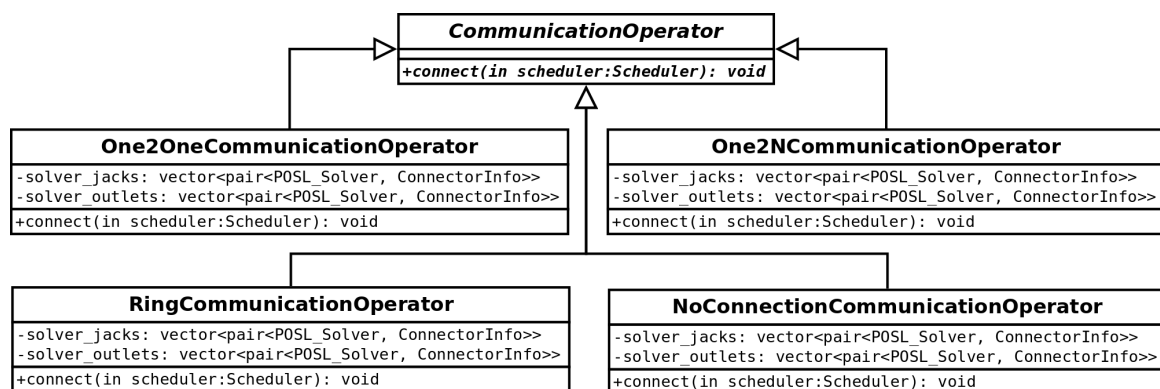 CommunicationOperator
+connect(in scheduler:Scheduler): void
One2OneCommunicationOperator
-solver_jacks: vector<pair<POSL_Solver, ConnectorInfo>>
-solver_outlets: vector<pair<POSL_Solver, ConnectorInfo>>
+connect(in scheduler:Scheduler): void
One2NCommunicationOperator
-solver_jacks: vector<pair<POSL_Solver, ConnectorInfo>>
-solver_outlets: vector<pair<POSL_Solver, ConnectorInfo>>
+connect(in scheduler:Scheduler): void
RingCommunicationOperator
-solver_jacks: vector<pair<POSL_Solver, ConnectorInfo>>
-solver_outlets: vector<pair<POSL_Solver, ConnectorInfo>>
+connect(in scheduler:Scheduler): void
NoConnectionCommunicationOperator
-solver_jacks: vector<pair<POSL_Solver, ConnectorInfo>>
-solver_outlets: vector<pair<POSL_Solver, ConnectorInfo>>
+connect(in scheduler:Scheduler): void